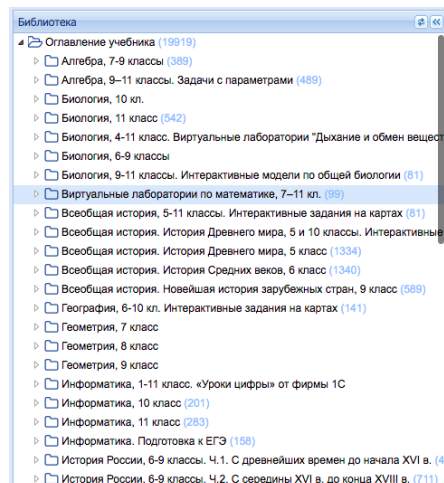 Библиотека
Оглавление учебника (19919)
Алгебра, 7-9 классы (389)
Алгебра, 9–11 классы. Задачи с параметрами (489)
Биология, 10 кл.
Биология, 11 класс (542)
Биология, 4-11 класс. Виртуальные лаборатории "Дыхание и обмен вещест
Биология, 6-9 классы
Биология, 9-11 классы. Интерактивные модели по общей биологии (81)
Виртуальные лаборатории по математике, 7–11 кл. (99)
Всеобщая история, 5-11 классы. Интерактивные задания на картах (81)
Всеобщая история. История Древнего мира, 5 и 10 классы. Интерактивные
Всеобщая история. История Древнего мира, 5 класс (1334)
Всеобщая история. История Средних веков, 6 класс (1340)
Всеобщая история. Новейшая история зарубежных стран, 9 класс (589)
География, 6-10 кл. Интерактивные задания на картах (141)
Геометрия, 7 класс
Геометрия, 8 класс
Геометрия, 9 класс
Информатика, 1-11 класс. «Уроки цифры» от фирмы 1С
Информатика, 10 класс (201)
Информатика, 11 класс (283)
Информатика. Подготовка к ЕГЭ (158)
История России, 6-9 классы. Ч.1. С древнейших времен до начала XVI в. (4
История России, 6-9 классы. Ч.2. С середины XVI в. до конца XVIII в. (711)